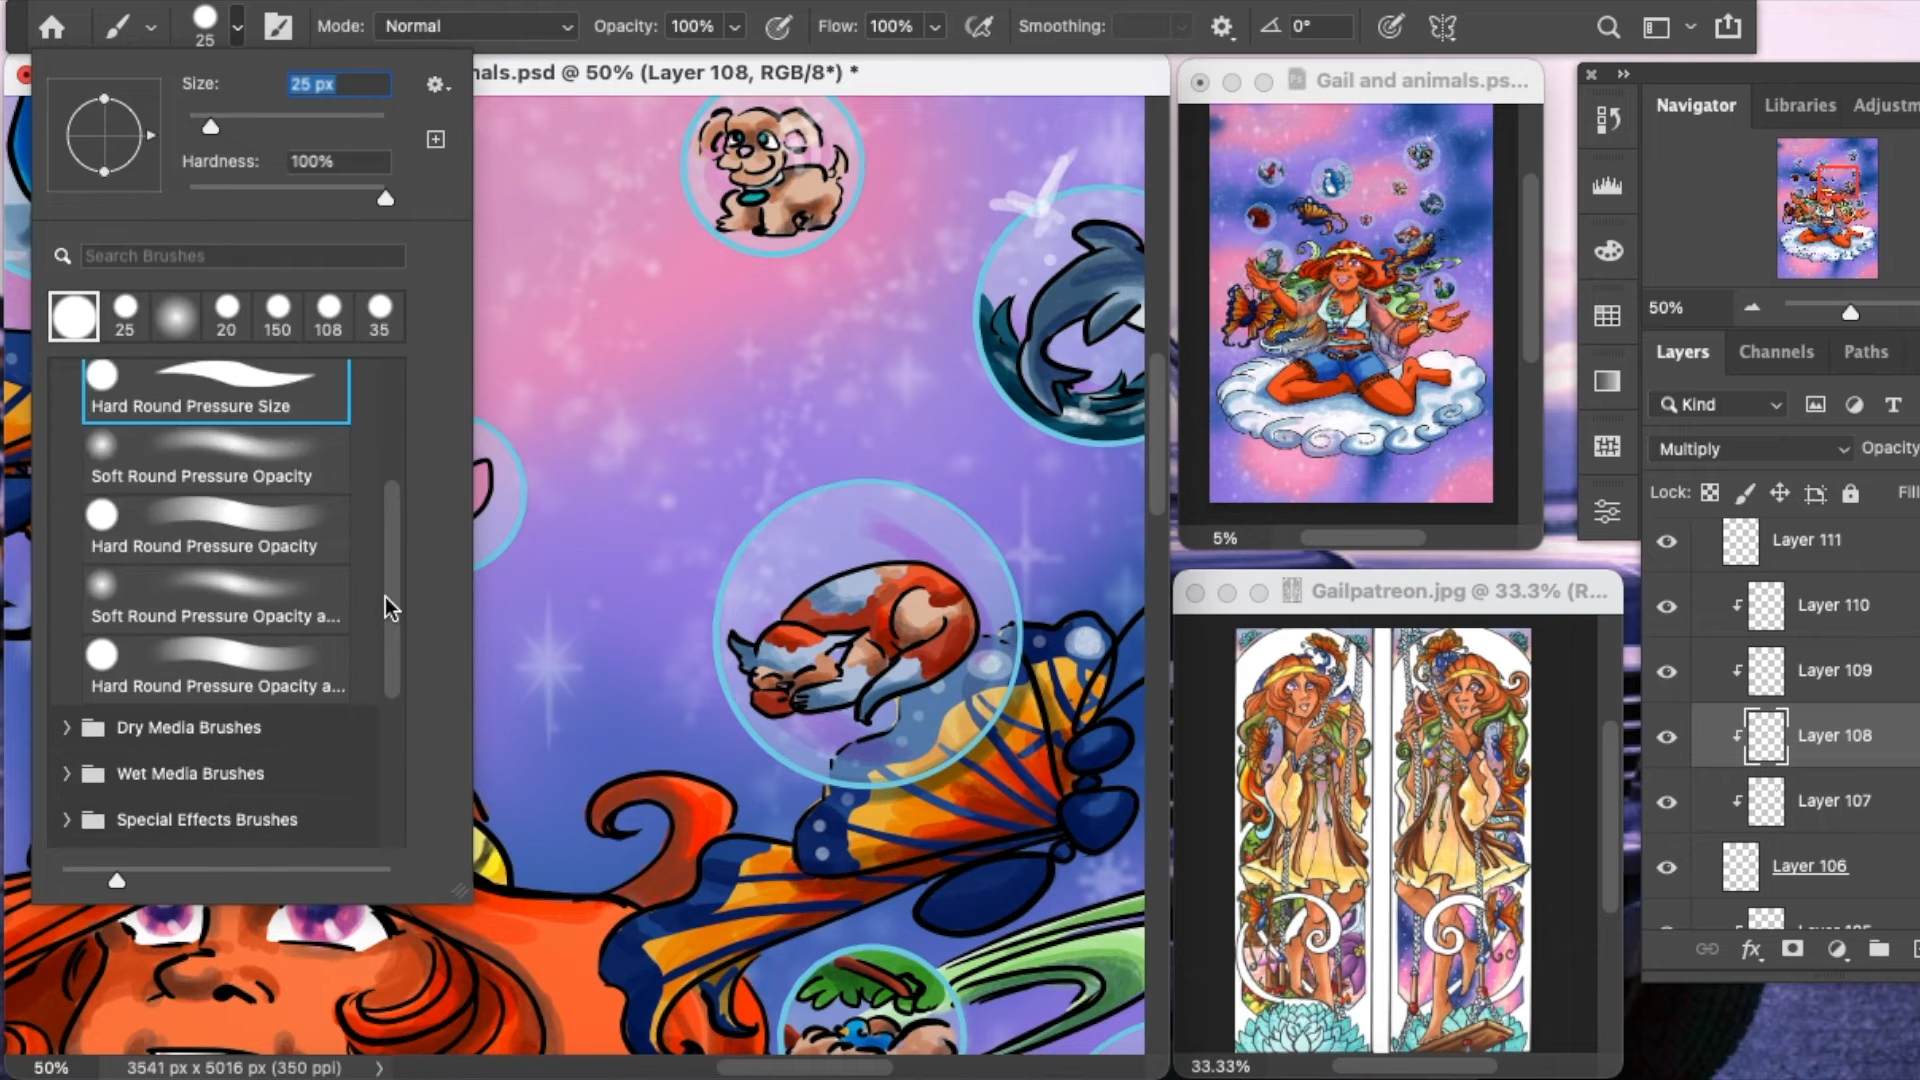 25
Mode: Normal
Opacity: 100%
Flow: 100%
Smoothing:
0°
Size: 25 px
Hardness: 100%
Search Brushes
25 20 150 108 35
Hard Round Pressure Size
Soft Round Pressure Opacity
Hard Round Pressure Opacity
Soft Round Pressure Opacity a...
Hard Round Pressure Opacity a...
Dry Media Brushes
Wet Media Brushes
Special Effects Brushes
nals.psd @ 50% (Layer 108, RGB/8*) *
50% 3541 px x 5016 px (350 ppi)
Gail and animals.ps...
5%
Gailpatreon.jpg @ 33.3% (R...
33.33%
Navigator Libraries Adjustm
50%
Layers Channels Paths
Kind
Multiply Opacity
Lock: Fill
Layer 111
Layer 110
Layer 109
Layer 108
Layer 107
Layer 106
fx